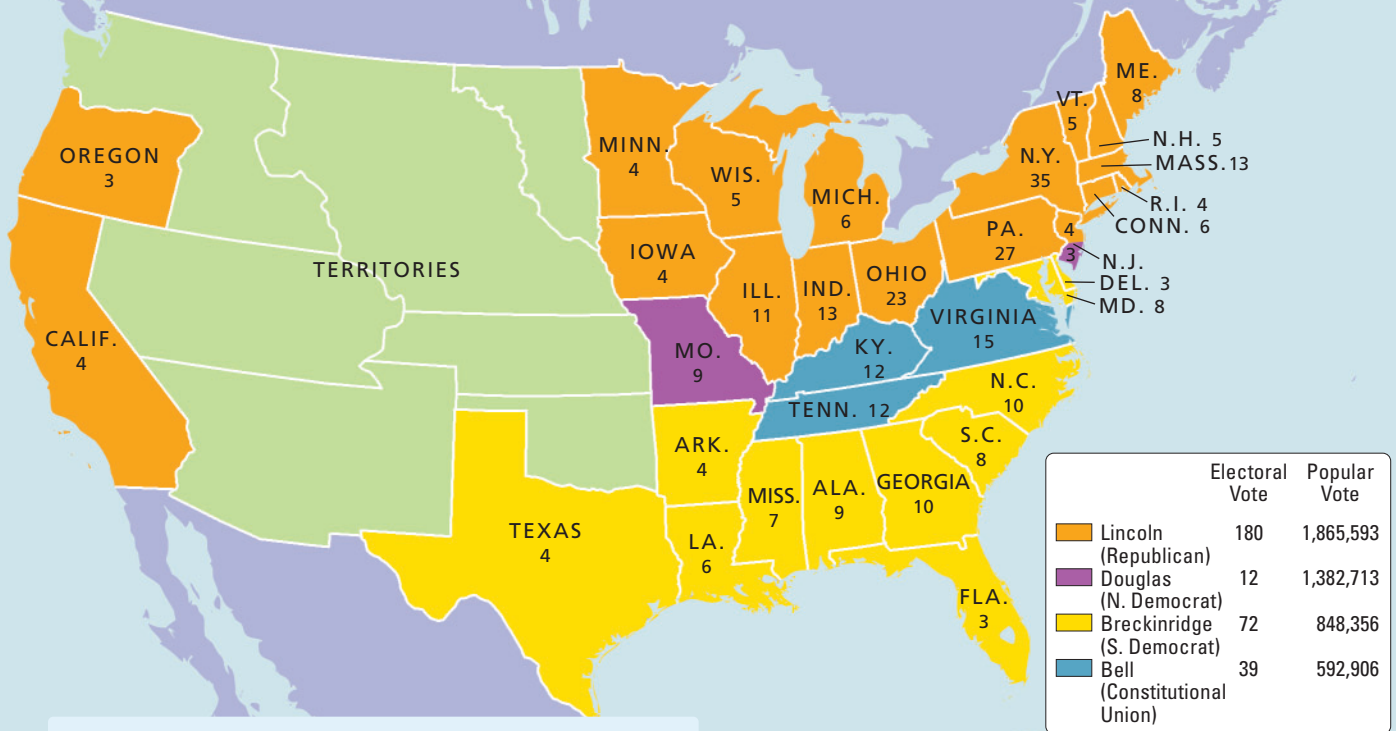 ME.
8
VT.
5
N.H. 5
MASS. 13
OREGON
3
MINN.
4
WIS.
5
MICH.
6
N.Y.
35
R.I. 4
CONN. 6
PA.
27
4
3
N.J.
DEL. 3
MD. 8
IOWA
4
TERRITORIES
ILL.
11
IND.
13
OHIO
23
VIRGINIA
15
CALIF.
4
MO.
9
KY.
12
N.C.
10
TENN. 12
ARK.
4
S.C.
8
MISS.
7
ALA.
9
GEORGIA
10
TEXAS
4
LA.
6
FLA.
3
Electoral Popular
Vote Vote
Lincoln 180 1,865,593
(Republican)
Douglas 12 1,382,713
(N. Democrat)
Breckinridge 72 848,356
(S. Democrat)
Bell 39 592,906
(Constitutional
Union)